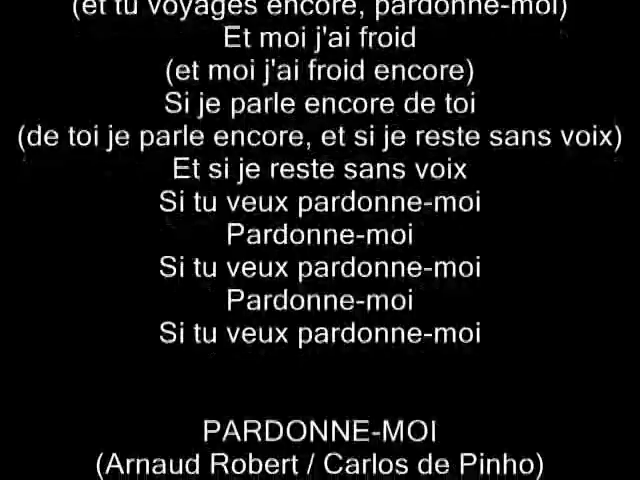 (et tu voyages encore, pardonne-moi)
Et moi j'ai froid
(et moi j'ai froid encore)
Si je parle encore de toi
(de toi je parle encore, et si je reste sans voix)
Et si je reste sans voix
Si tu veux pardonne-moi
Pardonne-moi
Si tu veux pardonne-moi
Pardonne-moi
Si tu veux pardonne-moi
PARDONNE-MOI
(Arnaud Robert / Carlos de Pinho)